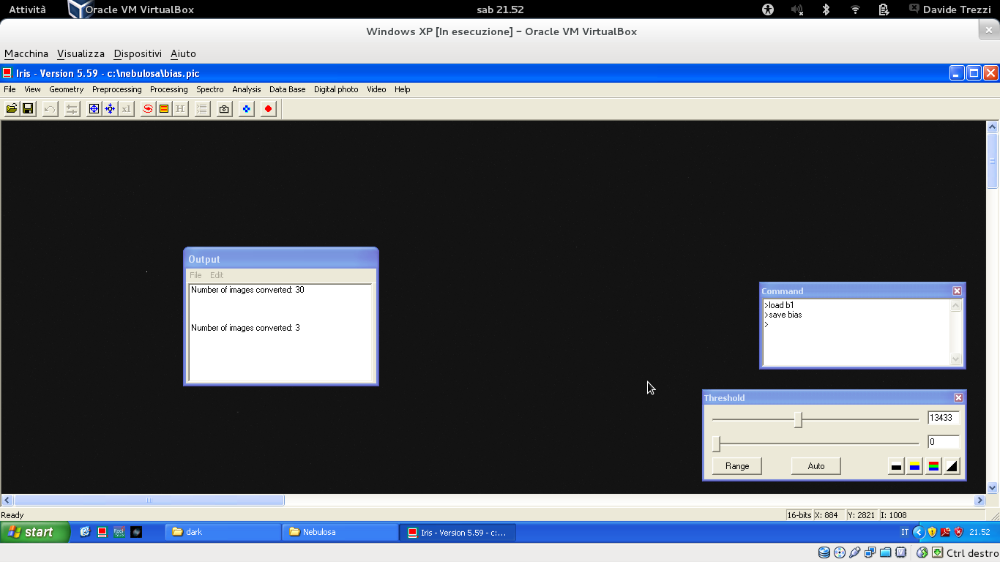 Attività Oracle VM VirtualBox sab 21.52 Davide Trezzi
Windows XP [In esecuzione] – Oracle VM VirtualBox
Macchina Visualizza Dispositivi Aiuto
Iris - Version 5.59 - c:\nebulosa\bias.pic
File View Geometry Preprocessing Processing Spectro Analysis Data Base Digital photo Video Help
x1 H
Output
File Edit
Number of images converted: 30
Number of images converted: 3
Command
>load b1
>save bias
>
Threshold
13433
0
Range Auto
Ready 16-bits X: 884 Y: 2821 I: 1008
start dark Nebulosa Iris - Version 5.59 - c:... IT 21.52
Ctrl destro